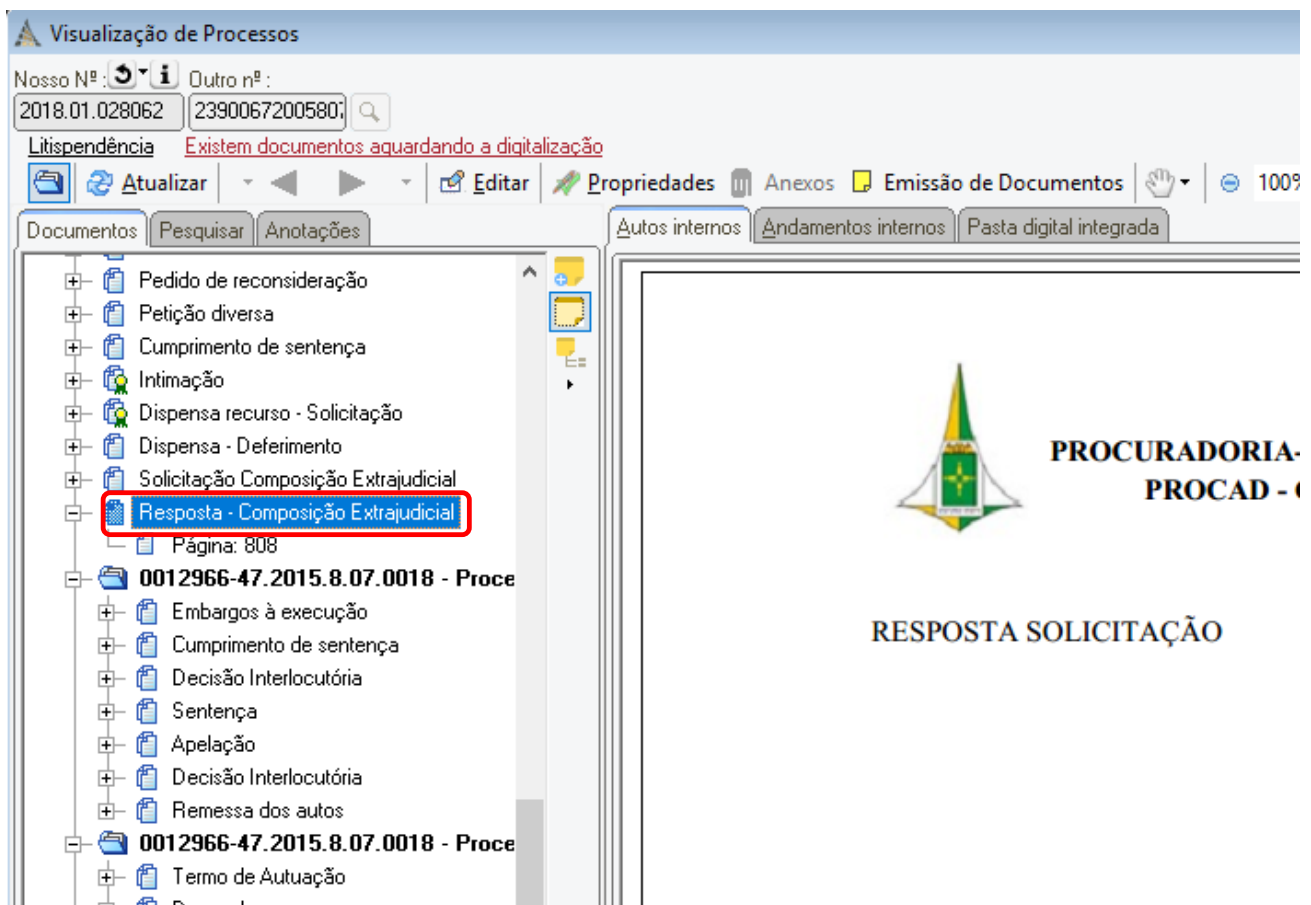 Visualização de Processos
Nosso Nº : Outro nº :
2018.01.028062 23900672005807
Litispendência Existem documentos aguardando a digitalização
Atualizar Editar Propriedades Anexos Emissão de Documentos 100%
Documentos Pesquisar Anotações Autos internos Andamentos internos Pasta digital integrada
Pedido de reconsideração
Petição diversa
Cumprimento de sentença
Intimação
Dispensa recurso - Solicitação
Dispensa - Deferimento
Solicitação Composição Extrajudicial
Resposta - Composição Extrajudicial
Página: 808
0012966-47.2015.8.07.0018 - Proce
Embargos à execução
Cumprimento de sentença
Decisão Interlocutória
Sentença
Apelação
Decisão Interlocutória
Remessa dos autos
0012966-47.2015.8.07.0018 - Proce
Termo de Autuação
PROCURADORIA-
PROCAD -
RESPOSTA SOLICITAÇÃO